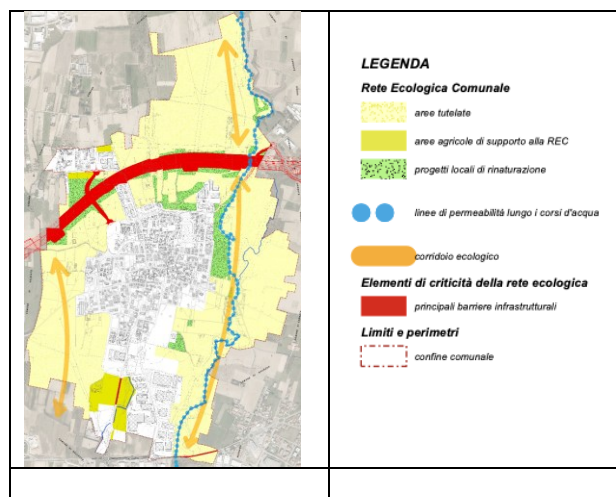 LEGENDA
Rete Ecologica Comunale
aree tutelate
aree agricole di supporto alla REC
progetti locali di rinaturazione
linee di permeabilità lungo i corsi d'acqua
corridoio ecologico
Elementi di criticità della rete ecologica
principali barriere infrastrutturali
Limiti e perimetri
confine comunale